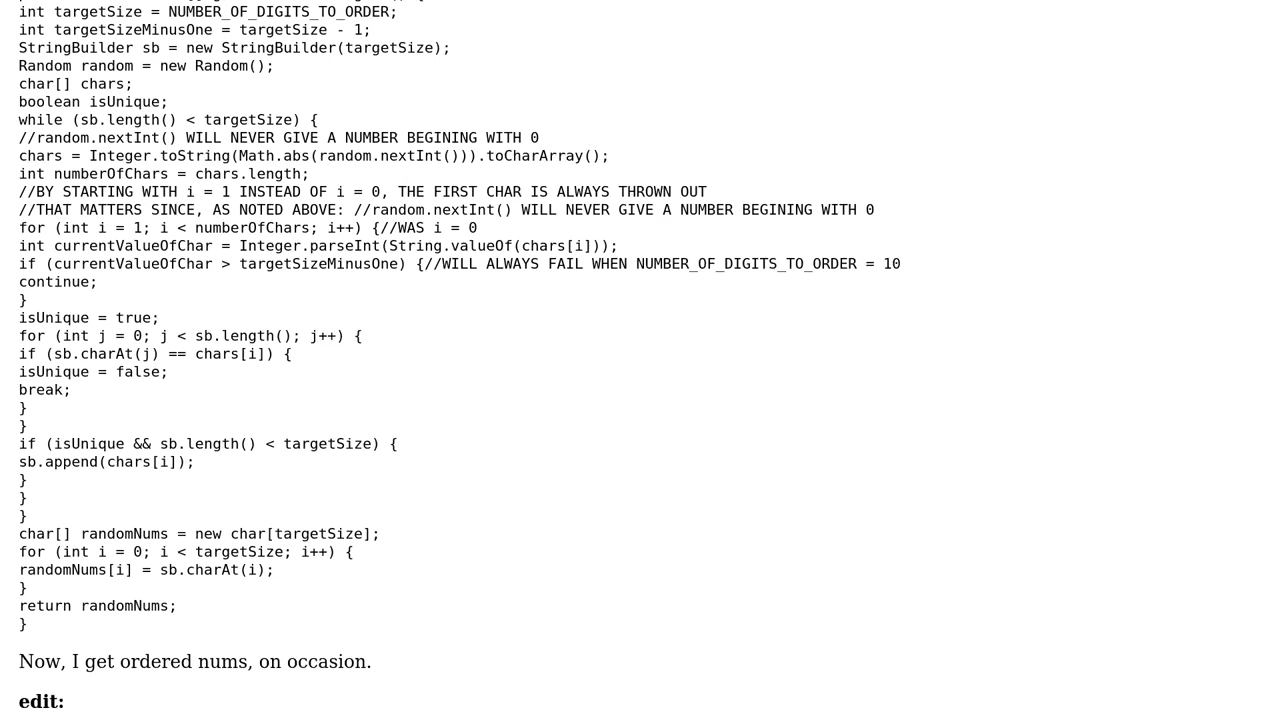 int targetSize = NUMBER_OF_DIGITS_TO_ORDER;
int targetSizeMinusOne = targetSize - 1;
StringBuilder sb = new StringBuilder(targetSize);
Random random = new Random();
char[] chars;
boolean isUnique;
while (sb.length() < targetSize) {
//random.nextInt() WILL NEVER GIVE A NUMBER BEGINING WITH 0
chars = Integer.toString(Math.abs(random.nextInt())).toCharArray();
int numberOfChars = chars.length;
//BY STARTING WITH i = 1 INSTEAD OF i = 0, THE FIRST CHAR IS ALWAYS THROWN OUT
//THAT MATTERS SINCE, AS NOTED ABOVE: //random.nextInt() WILL NEVER GIVE A NUMBER BEGINING WITH 0
for (int i = 1; i < numberOfChars; i++) {//WAS i = 0
int currentValueOfChar = Integer.parseInt(String.valueOf(chars[i]));
if (currentValueOfChar > targetSizeMinusOne) {//WILL ALWAYS FAIL WHEN NUMBER_OF_DIGITS_TO_ORDER = 10
continue;
}
isUnique = true;
for (int j = 0; j < sb.length(); j++) {
if (sb.charAt(j) == chars[i]) {
isUnique = false;
break;
}
}
if (isUnique && sb.length() < targetSize) {
sb.append(chars[i]);
}
}
}
char[] randomNums = new char[targetSize];
for (int i = 0; i < targetSize; i++) {
randomNums[i] = sb.charAt(i);
}
return randomNums;
}
Now, I get ordered nums, on occasion.
edit: